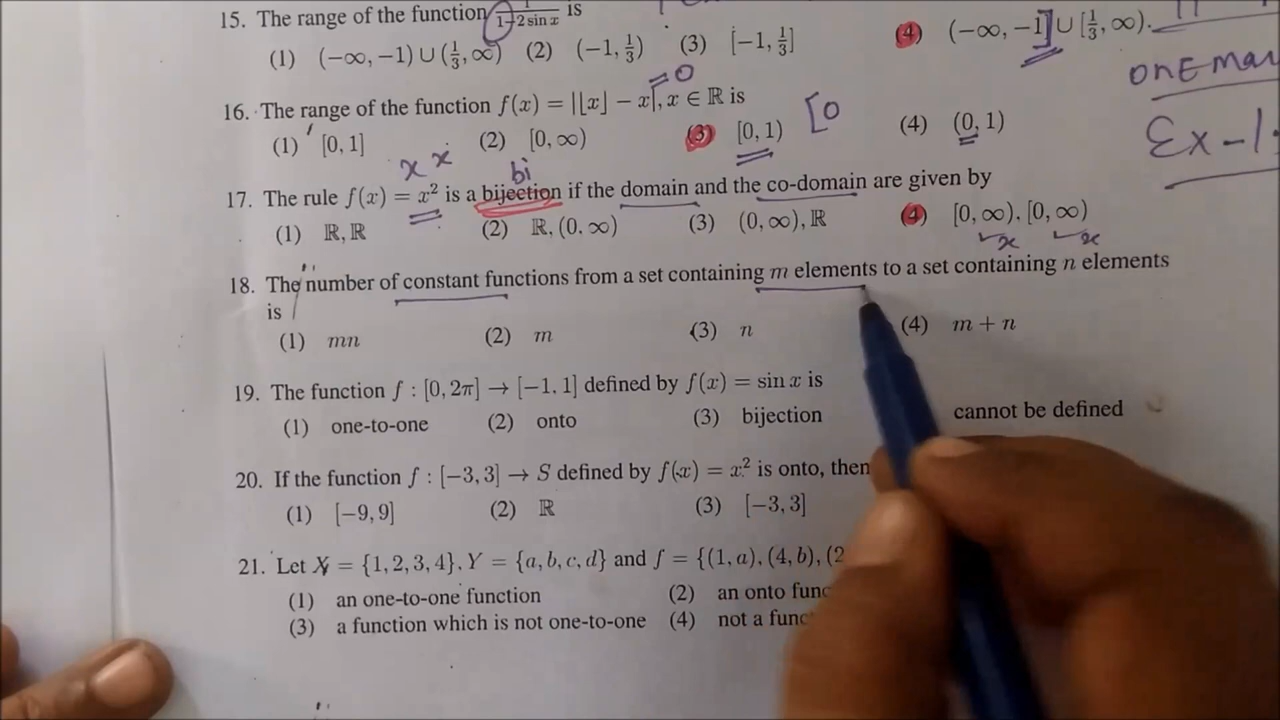 15. The range of the function 1/(1−2 sin x) is
(1) (−∞, −1) ∪ (1/3, ∞) (2) (−1, 1/3) (3) [−1, 1/3] (4) (−∞, −1] ∪ [1/3, ∞).
ONE MAR
=0
16. The range of the function f(x) = |⌊x⌋ − x|, x ∈ ℝ is
[0
(1) [0, 1] (2) [0, ∞) (3) [0, 1) (4) (0, 1)
Ex - 1.
x x bi
17. The rule f(x) = x² is a bijection if the domain and the co-domain are given by
(1) ℝ, ℝ (2) ℝ, (0. ∞) (3) (0, ∞), ℝ (4) [0, ∞). [0, ∞)
x x
18. The number of constant functions from a set containing m elements to a set containing n elements
is
(1) mn (2) m (3) n (4) m + n
19. The function f : [0, 2π] → [−1, 1] defined by f(x) = sin x is
(1) one-to-one (2) onto (3) bijection cannot be defined
20. If the function f : [−3, 3] → S defined by f(x) = x² is onto, then
(1) [−9, 9] (2) ℝ (3) [−3, 3]
21. Let X = {1, 2, 3, 4}, Y = {a, b, c, d} and f = {(1, a), (4, b), (2
(1) an one-to-one function (2) an onto func
(3) a function which is not one-to-one (4) not a func